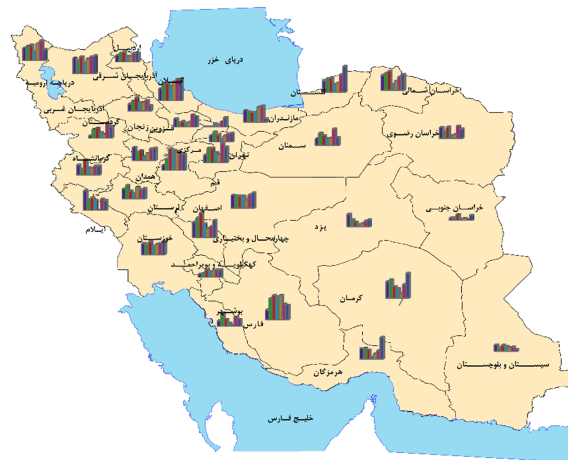 دریای خزر
اردبیل
آذربایجان شرقی
دریاچه ارومیه
گیلان
گلستان
خراسان شمالی
آذربایجان غربی
مازندران
کردستان
زنجان
قزوین
خراسان رضوی
سمنان
تهران
مرکزی
کرمانشاه
همدان
قم
لرستان
اصفهان
خراسان جنوبی
ایلام
یزد
خوزستان
چهارمحال و بختیاری
کهکیلویه و بویراحمد
کرمان
بوشهر
فارس
سیستان و بلوچستان
هرمزگان
خلیج فارس